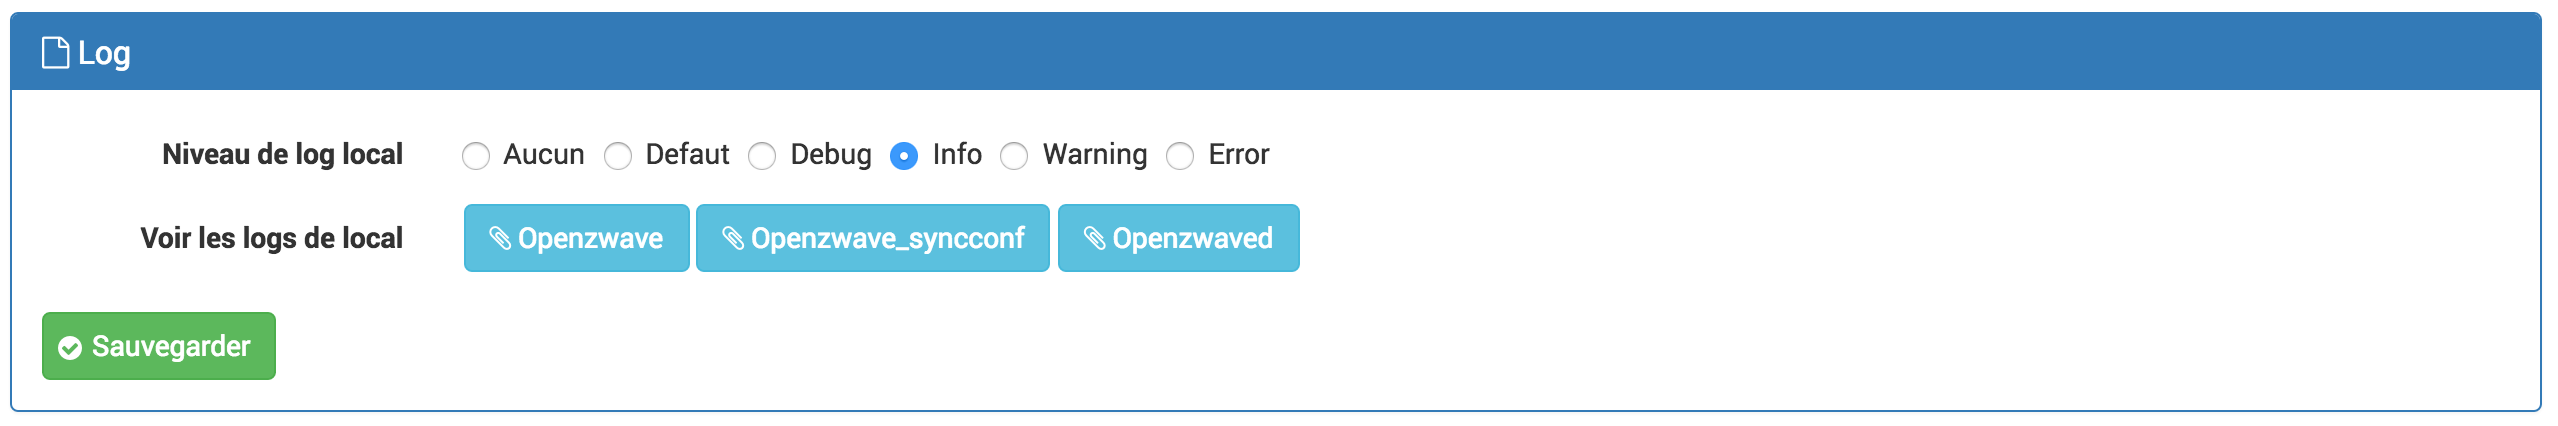 Log
Niveau de log local Aucun Defaut Debug Info Warning Error
Voir les logs de local Openzwave Openzwave_syncconf Openzwaved
Sauvegarder